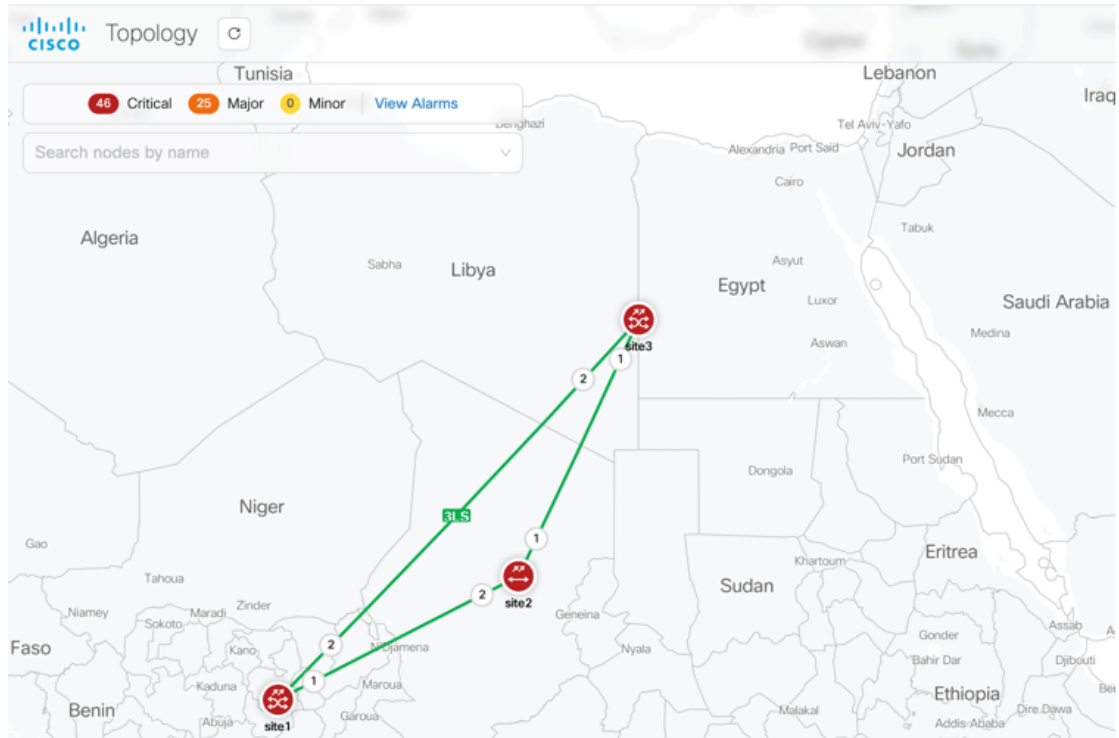 CISCO Topology
Tunisia
Lebanon
Iraq
46 Critical 25 Major 0 Minor View Alarms
Benghazi
Tel Aviv-Yafo
Search nodes by name
Alexandria Port Said
Jordan
Cairo
Tabuk
Algeria
Sabha
Libya
Asyut
Egypt
Luxor
Saudi Arabia
Medina
Aswan
site3
1
2
Mecca
Port Sudan
Dongola
Niger
3LS
1
Gao
Khartoum
Eritrea
Tahoua
Sudan
2
site2
Niamey
Maradi
Zinder
Geneina
Sokoto
Assab
Faso
Kano
2
N'Djamena
Nyala
Gonder
Bahir Dar
Djibouti
Kaduna
1
Maroua
Ethiopia
Benin
Abuja
Garoua
Malakal
Dire Dawa
site1
Addis Ababa